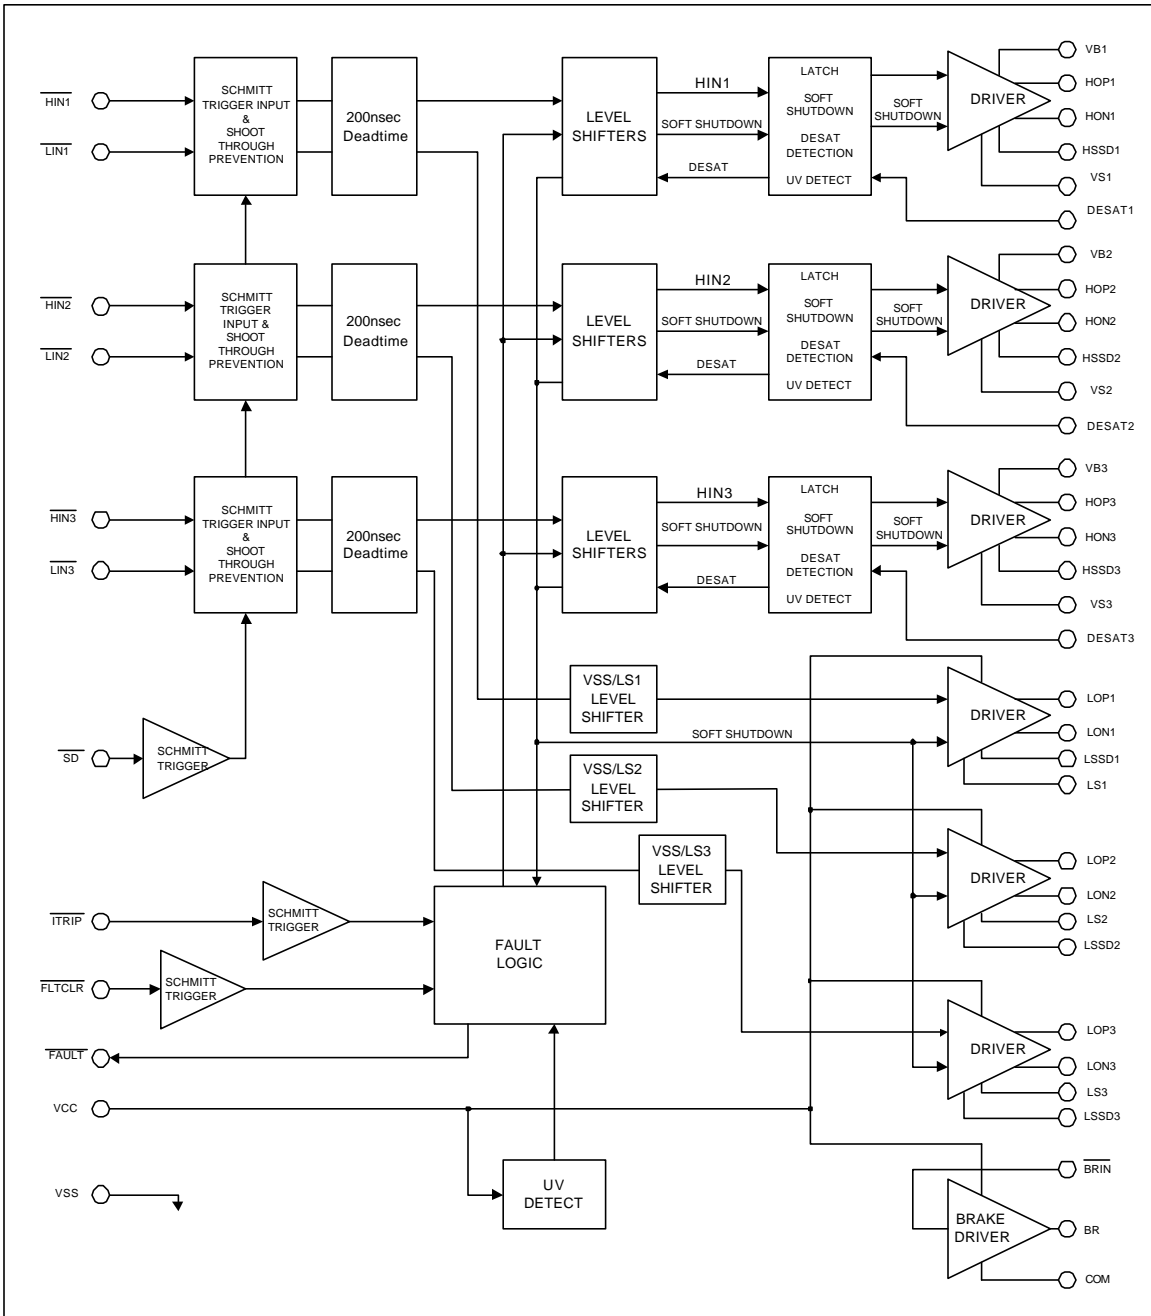 HIN1
LIN1
SCHMITT
TRIGGER INPUT
&
SHOOT
THROUGH
PREVENTION
200nsec
Deadtime
LEVEL
SHIFTERS
HIN1
SOFT SHUTDOWN
DESAT
LATCH
SOFT
SHUTDOWN
DESAT
DETECTION
UV DETECT
SOFT
SHUTDOWN
DRIVER
VB1
HOP1
HON1
HSSD1
VS1
DESAT1
HIN2
LIN2
SCHMITT
TRIGGER
INPUT &
SHOOT
THROUGH
PREVENTION
200nsec
Deadtime
LEVEL
SHIFTERS
HIN2
SOFT SHUTDOWN
DESAT
LATCH
SOFT
SHUTDOWN
DESAT
DETECTION
UV DETECT
SOFT
SHUTDOWN
DRIVER
VB2
HOP2
HON2
HSSD2
VS2
DESAT2
HIN3
LIN3
SCHMITT
TRIGGER INPUT
&
SHOOT
THROUGH
PREVENTION
200nsec
Deadtime
LEVEL
SHIFTERS
HIN3
SOFT SHUTDOWN
DESAT
LATCH
SOFT
SHUTDOWN
DESAT
DETECTION
UV DETECT
SOFT
SHUTDOWN
DRIVER
VB3
HOP3
HON3
HSSD3
VS3
DESAT3
SD
SCHMITT
TRIGGER
VSS/LS1
LEVEL
SHIFTER
SOFT SHUTDOWN
DRIVER
LOP1
LON1
LSSD1
LS1
VSS/LS2
LEVEL
SHIFTER
VSS/LS3
LEVEL
SHIFTER
DRIVER
LOP2
LON2
LS2
LSSD2
ITRIP
SCHMITT
TRIGGER
FLTCLR
SCHMITT
TRIGGER
FAULT
LOGIC
FAULT
DRIVER
LOP3
LON3
LS3
LSSD3
VCC
VSS
UV
DETECT
BRAKE
DRIVER
BRIN
BR
COM